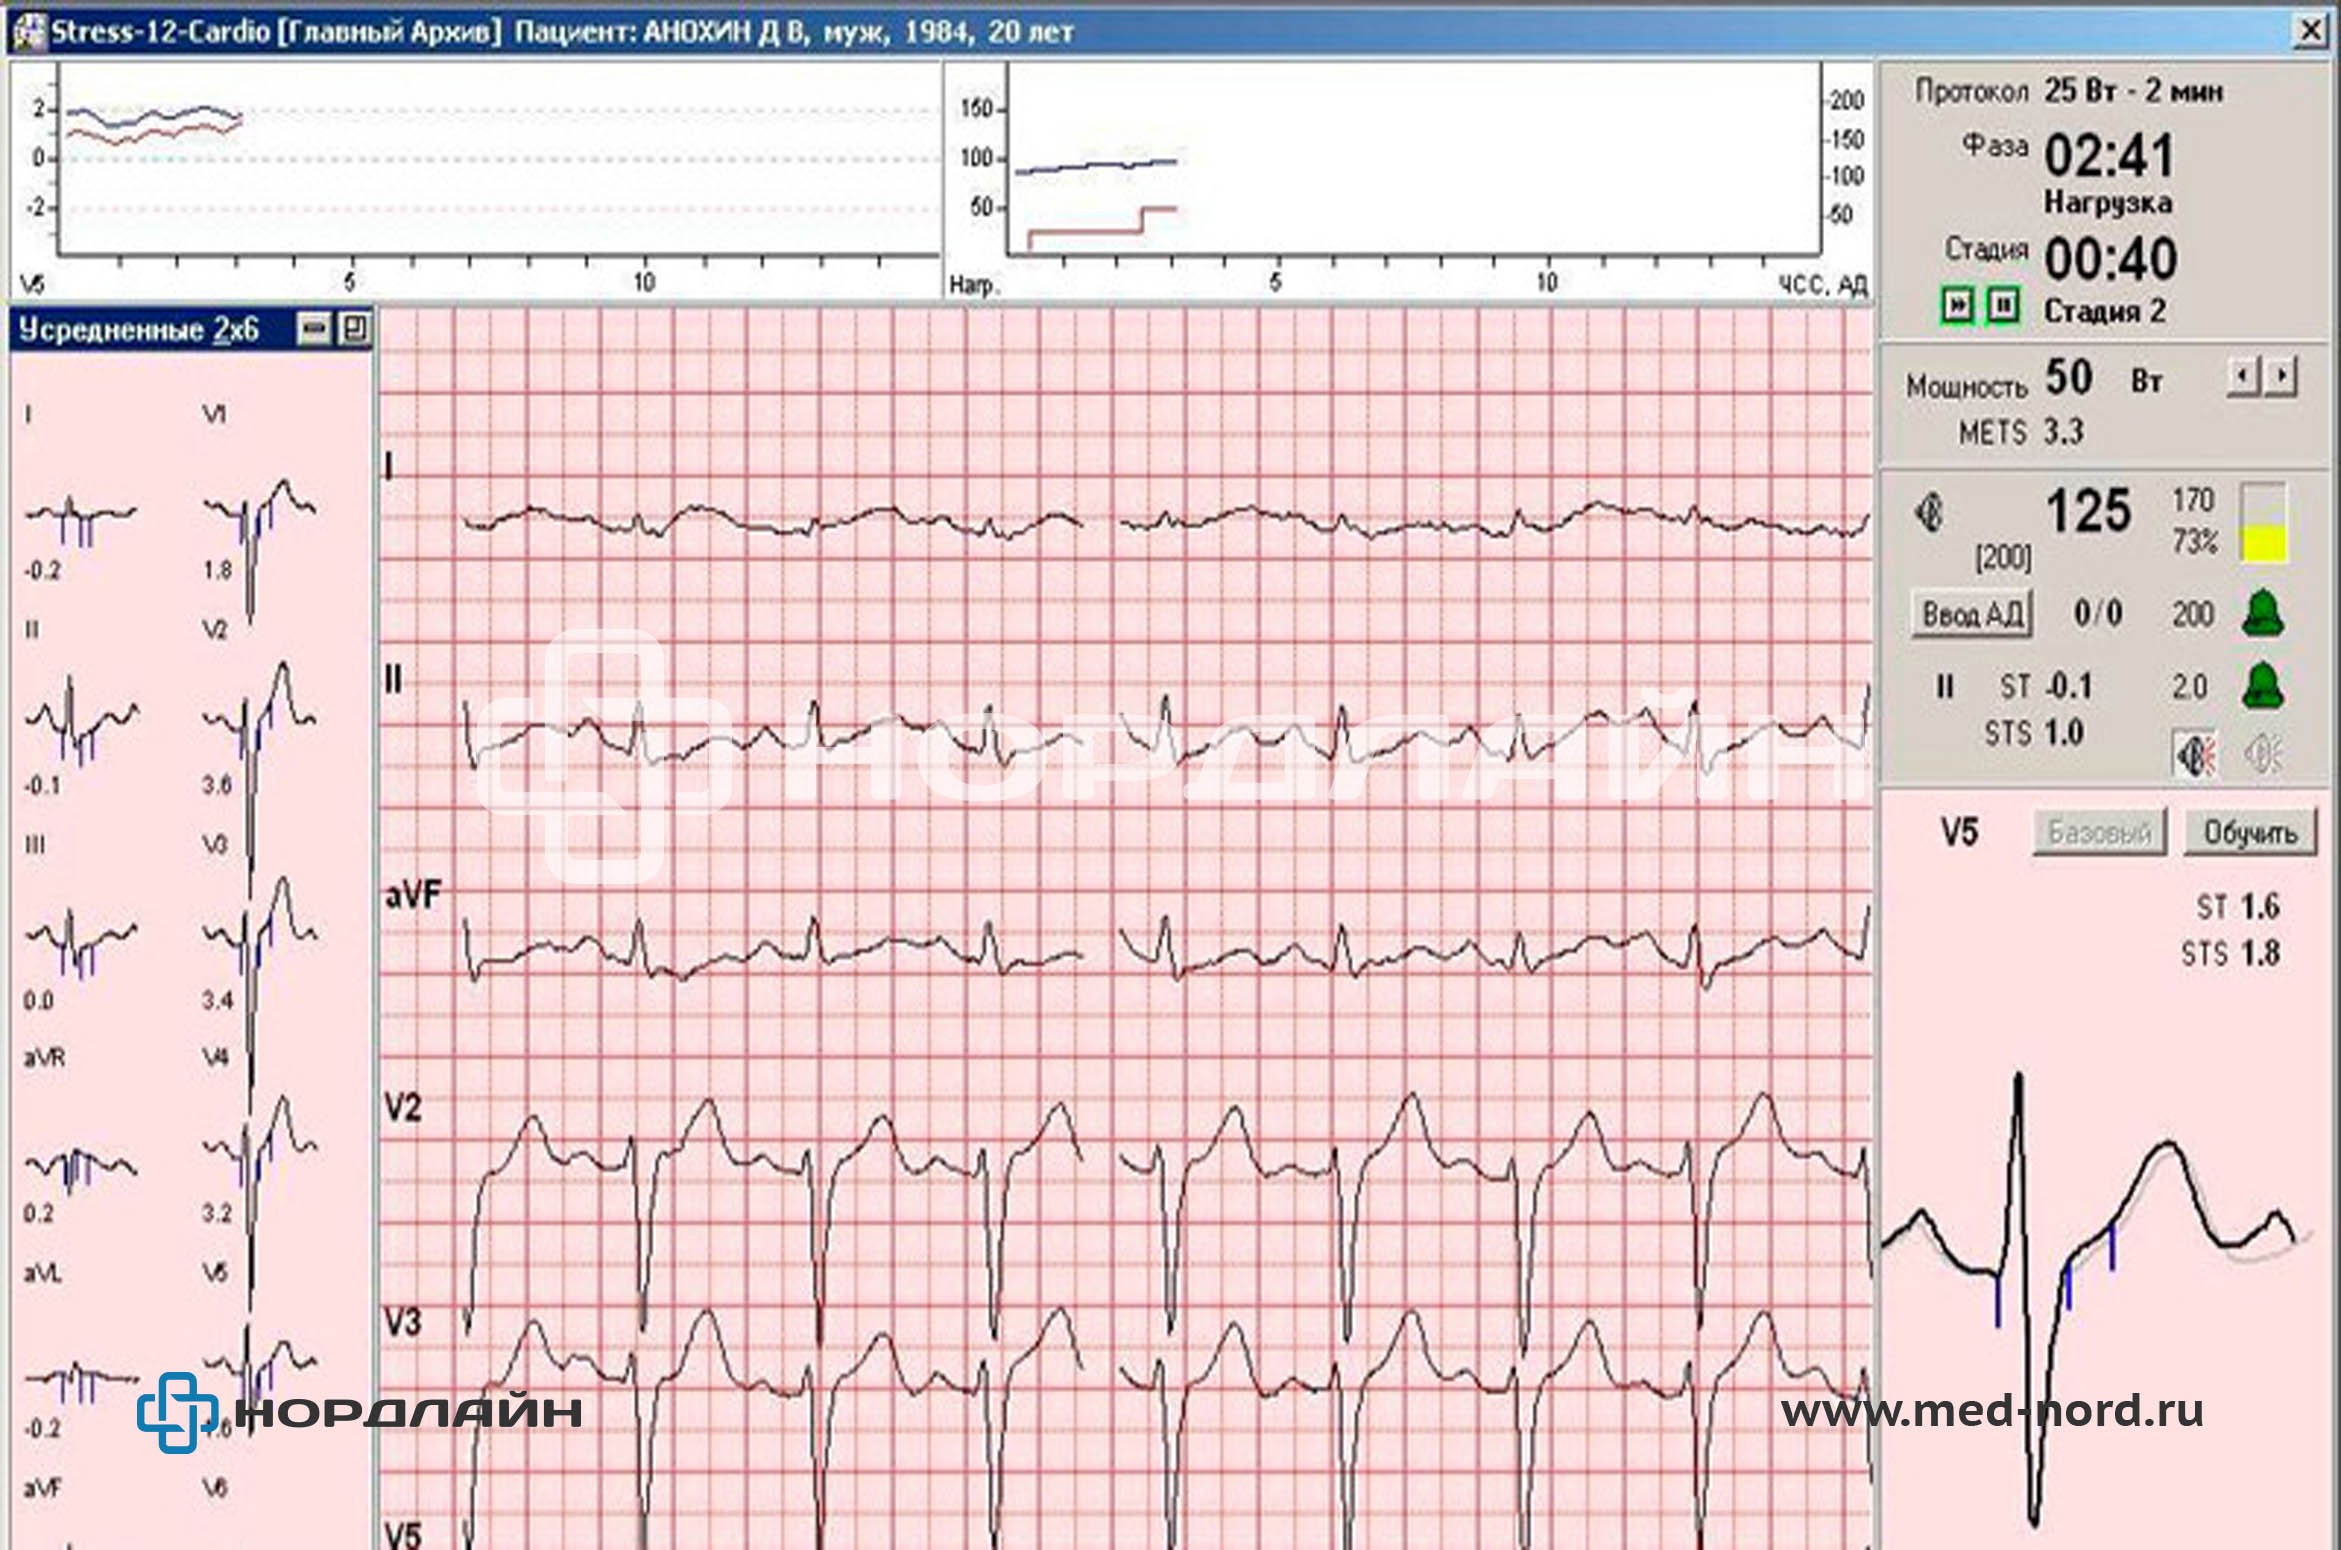 Stress-12-Cardio [Главный Архив] Пациент: АНОХИН Д В, муж, 1984, 20 лет
2
0
-2
V5 5 10
150
100
50
200
150
100
50
Нагр. 5 10 ЧСС, АД
Протокол 25 Вт - 2 мин
Фаза 02:41
Нагрузка
Стадия 00:40
Стадия 2
Мощность 50 Вт
METS 3.3
125 170
73%
[200]
Ввод АД 0/0 200
II ST -0.1 2.0
STS 1.0
V5 Базовый Обучить
ST 1.6
STS 1.8
Усредненные 2x6
I V1
-0.2 1.8
II V2
-0.1 3.6
III V3
0.0 3.4
aVR V4
0.2 3.2
aVL V5
-0.2 1.6
aVF V6
I
II
aVF
V2
V3
V5
НОРДЛАЙН
НОРДЛАЙН
www.med-nord.ru